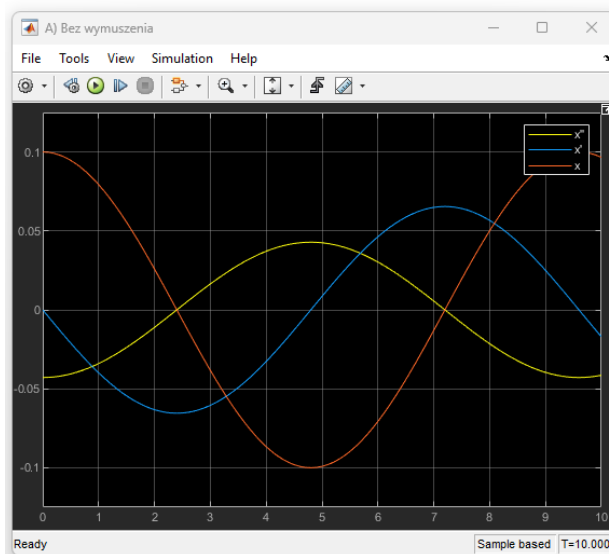 A) Bez wymuszenia
File Tools View Simulation Help
x''
x'
x
0.1
0.05
0
-0.05
-0.1
0 1 2 3 4 5 6 7 8 9 10
Ready Sample based T=10.000